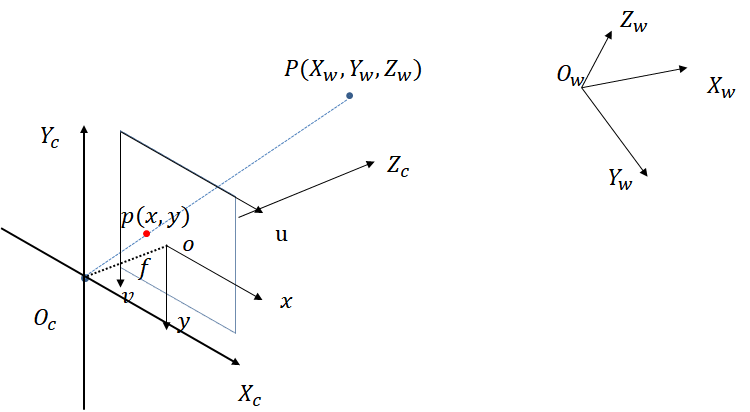 Z_w
P(X_w, Y_w, Z_w)
O_w
X_w
Y_c
Z_c
Y_w
p(x, y)
u
o
f
v
x
O_c
y
X_c